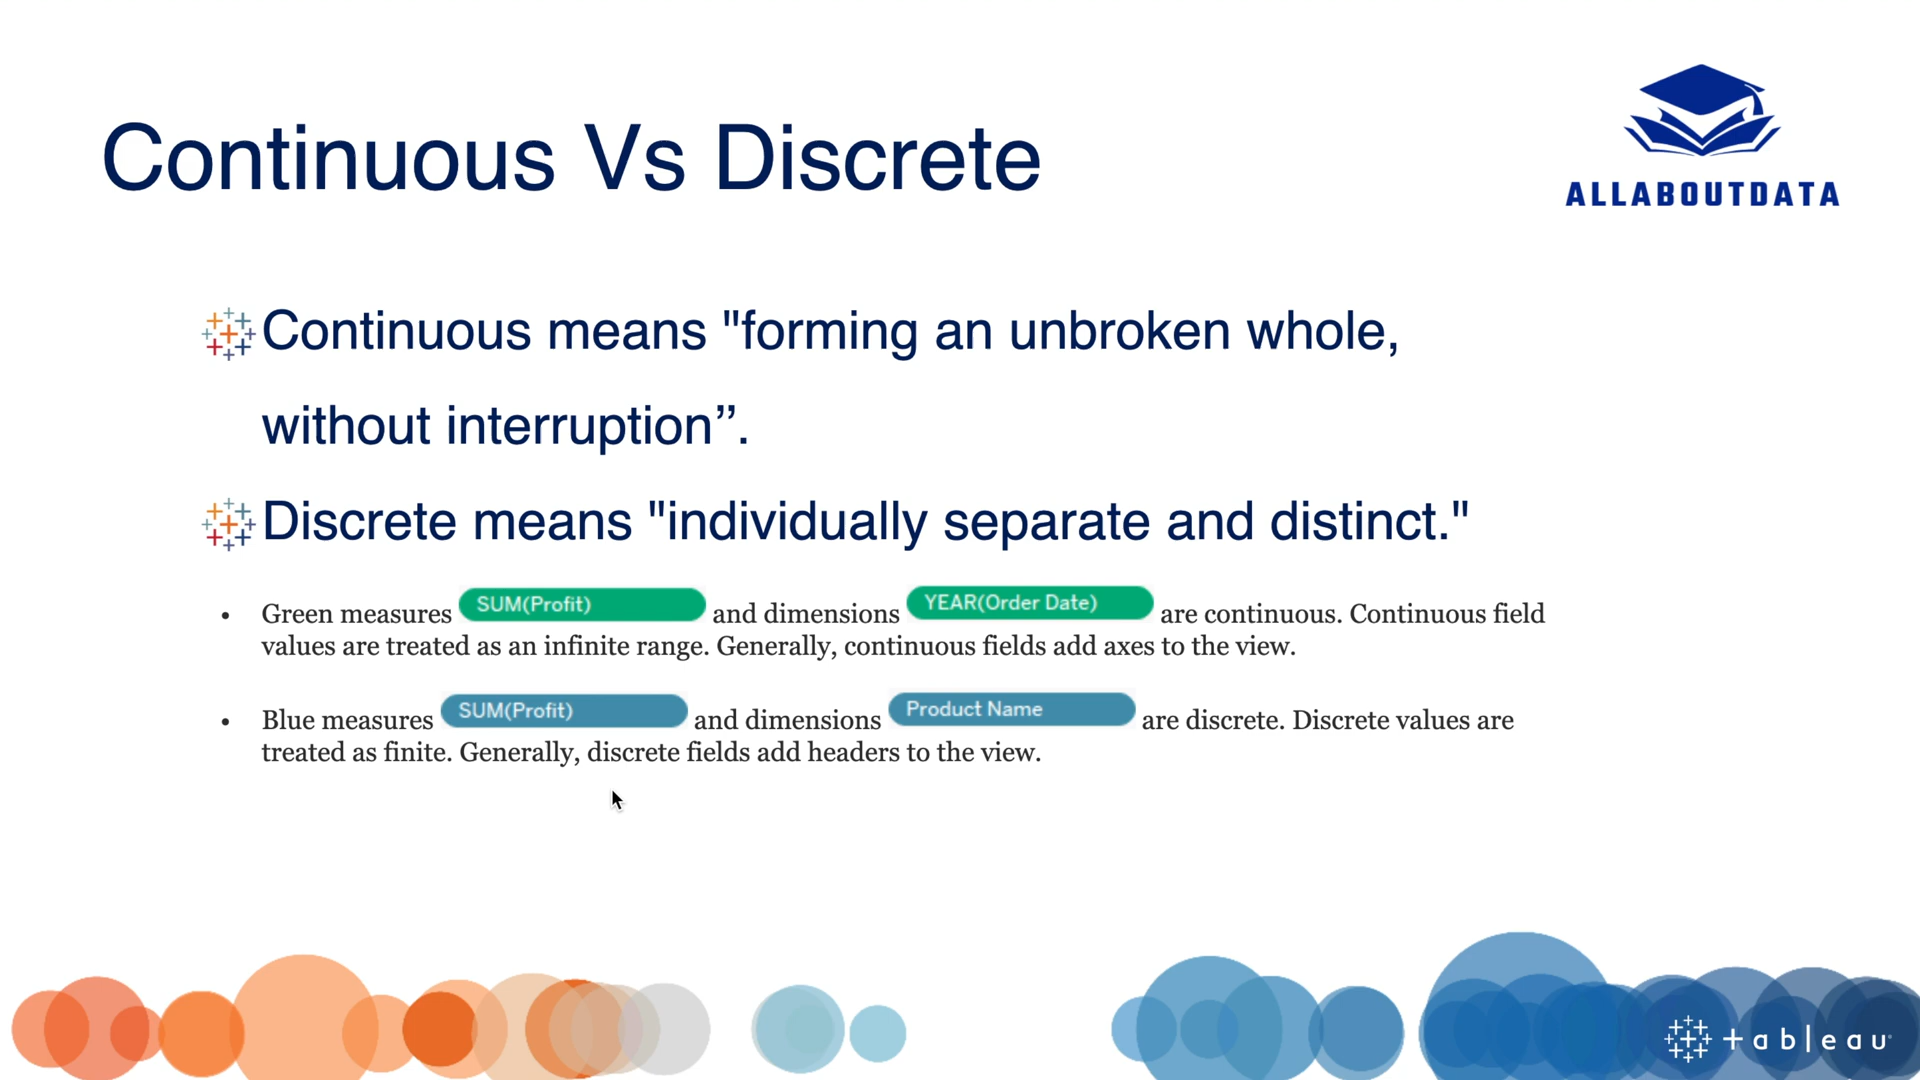 Continuous Vs Discrete
ALLABOUTDATA
Continuous means "forming an unbroken whole,
without interruption”.
Discrete means "individually separate and distinct."
• Green measures SUM(Profit) and dimensions YEAR(Order Date) are continuous. Continuous field
values are treated as an infinite range. Generally, continuous fields add axes to the view.
• Blue measures SUM(Profit) and dimensions Product Name are discrete. Discrete values are
treated as finite. Generally, discrete fields add headers to the view.
+ableau